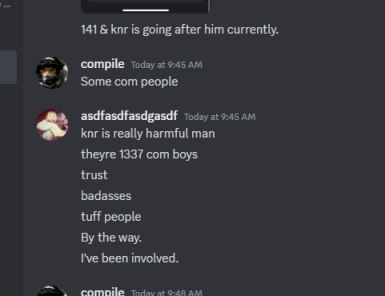 141 & knr is going after him currently.
compile Today at 9:45 AM
Some com people
asdfasdfasdgasdf Today at 9:45 AM
knr is really harmful man
theyre 1337 com boys
trust
badasses
tuff people
By the way.
I've been involved.
compile Today at 9:48 AM